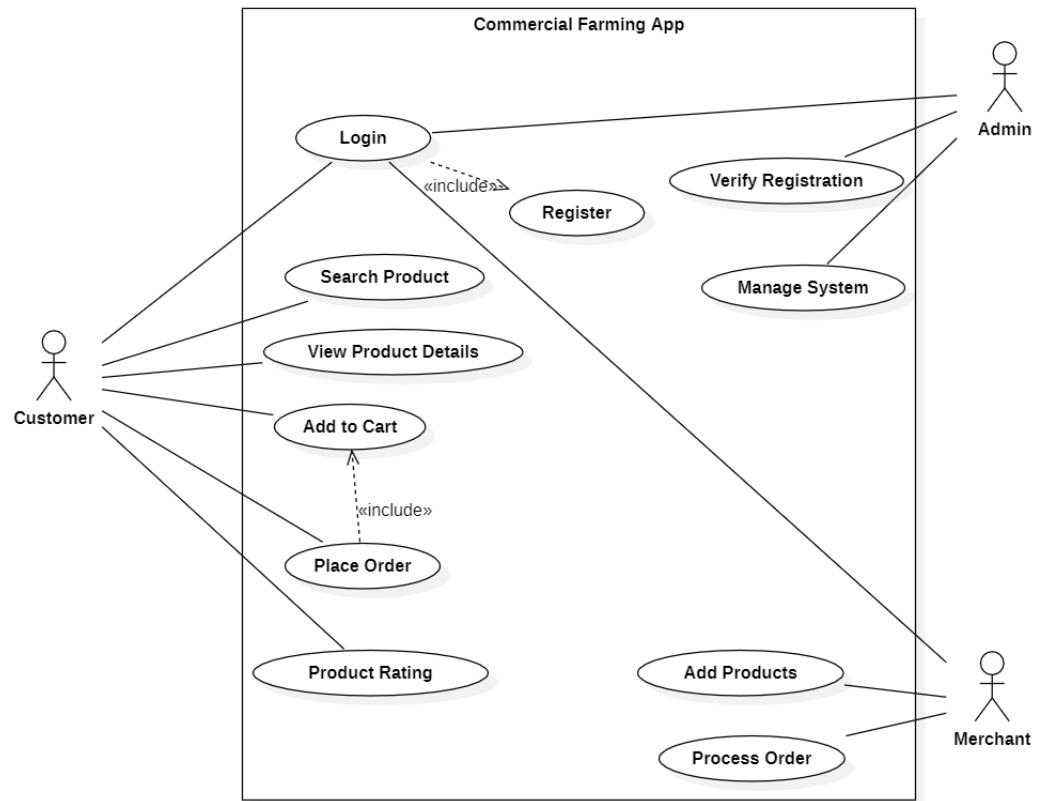 Commercial Farming App
Login
Admin
Verify Registration
«include»
Register
Search Product
Manage System
View Product Details
Customer
Add to Cart
«include»
Place Order
Product Rating
Add Products
Merchant
Process Order